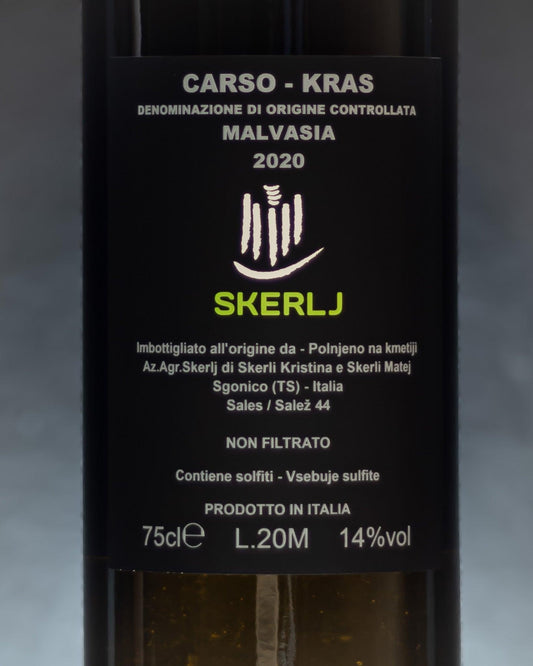 CARSO - KRAS
DENOMINAZIONE DI ORIGINE CONTROLLATA
MALVASIA
2020
SKERLJ
Imbottigliato all'origine da - Polnjeno na kmetiji
Az.Agr.Skerlj di Skerli Kristina e Skerli Matej
Sgonico (TS) - Italia
Sales / Salež 44
NON FILTRATO
Contiene solfiti - Vsebuje sulfite
PRODOTTO IN ITALIA
75cl℮ L.20M 14%vol